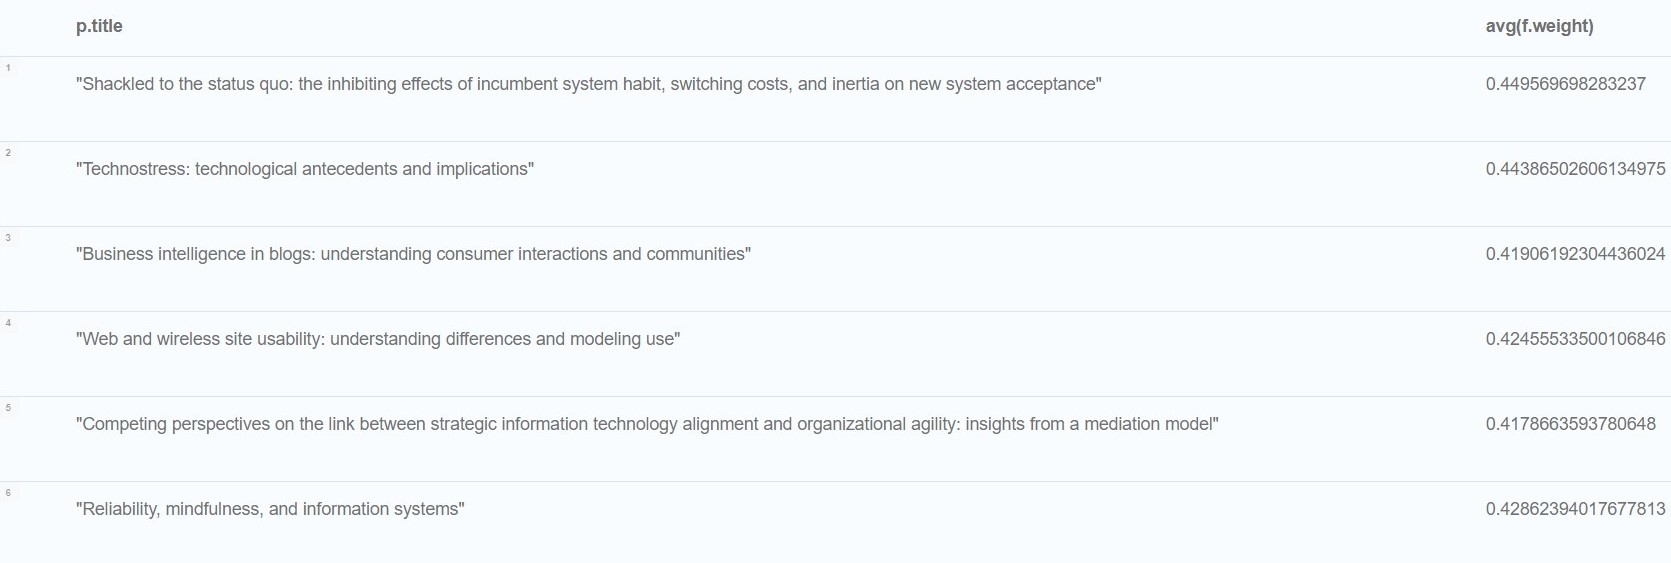 p.title avg(f.weight)
1 "Shackled to the status quo: the inhibiting effects of incumbent system habit, switching costs, and inertia on new system acceptance" 0.449569698283237
2 "Technostress: technological antecedents and implications" 0.44386502606134975
3 "Business intelligence in blogs: understanding consumer interactions and communities" 0.41906192304436024
4 "Web and wireless site usability: understanding differences and modeling use" 0.42455533500106846
5 "Competing perspectives on the link between strategic information technology alignment and organizational agility: insights from a mediation model" 0.4178663593780648
6 "Reliability, mindfulness, and information systems" 0.42862394017677813